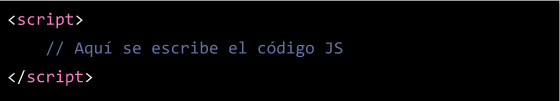 <script>
    // Aquí se escribe el código JS
</script>